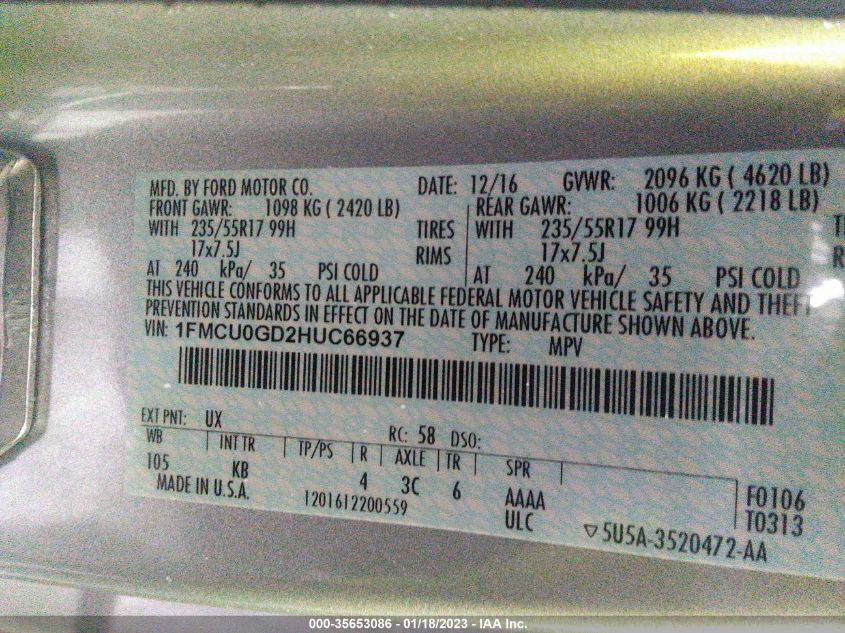 MFD. BY FORD MOTOR CO. DATE: 12/16 GVWR: 2096 KG ( 4620 LB)
FRONT GAWR: 1098 KG ( 2420 LB) REAR GAWR: 1006 KG ( 2218 LB)
WITH 235/55R17 99H TIRES WITH 235/55R17 99H
17x7.5J RIMS 17x7.5J
AT 240 kPa/ 35 PSI COLD AT 240 kPa/ 35 PSI COLD
THIS VEHICLE CONFORMS TO ALL APPLICABLE FEDERAL MOTOR VEHICLE SAFETY AND THEFT
PREVENTION STANDARDS IN EFFECT ON THE DATE OF MANUFACTURE SHOWN ABOVE.
VIN: 1FMCU0GD2HUC66937 TYPE: MPV
EXT PNT: UX RC: 58 DSO:
WB INT TR TP/PS R AXLE TR SPR
105 KB 4 3C 6 AAAA F0106
MADE IN U.S.A. 1201612200559 ULC T0313
▽5U5A-3520472-AA
000-35653086 — 01/18/2023 — IAA Inc.